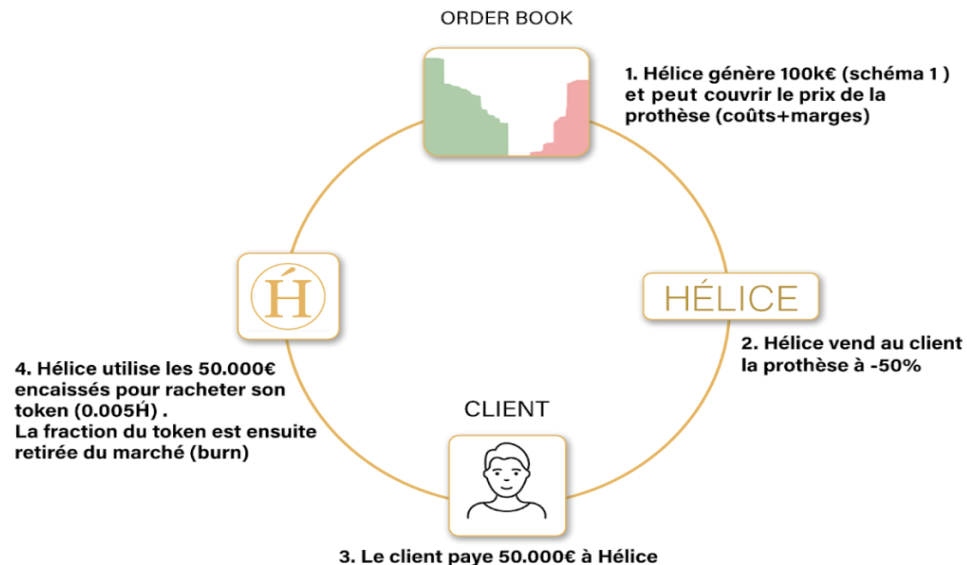 ORDER BOOK
1. Hélice génère 100k€ (schéma 1 )
et peut couvrir le prix de la
prothèse (coûts+marges)
HÉLICE
2. Hélice vend au client
la prothèse à -50%
CLIENT
3. Le client paye 50.000€ à Hélice
H́
4. Hélice utilise les 50.000€
encaissés pour racheter son
token (0.005H́) .
La fraction du token est ensuite
retirée du marché (burn)